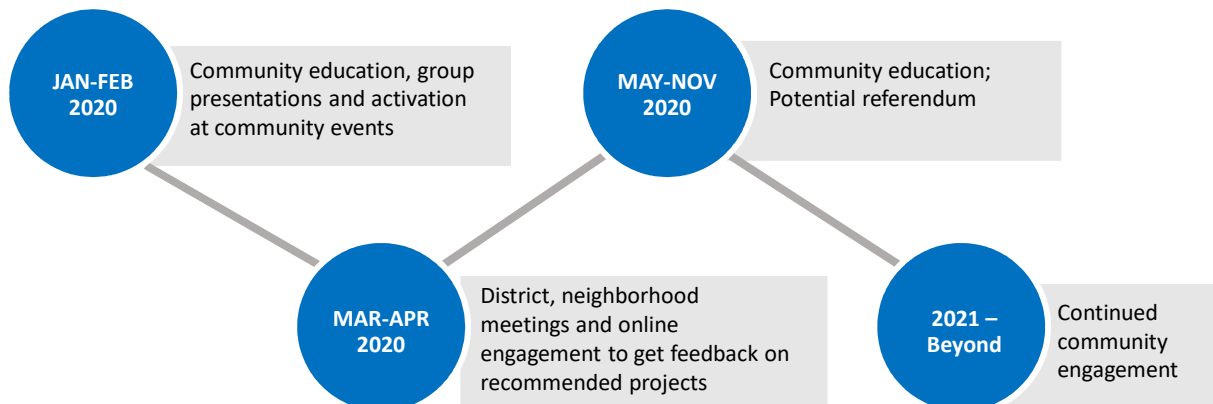 JAN-FEB
2020
Community education, group
presentations and activation
at community events
MAR-APR
2020
District, neighborhood
meetings and online
engagement to get feedback on
recommended projects
MAY-NOV
2020
Community education;
Potential referendum
2021 –
Beyond
Continued
community
engagement